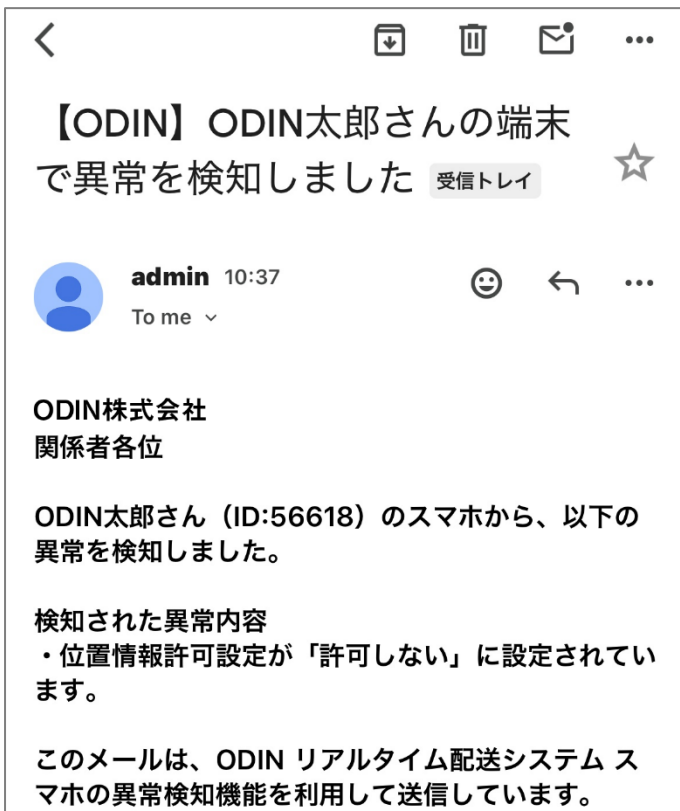 【ODIN】ODIN太郎さんの端末
で異常を検知しました 受信トレイ
admin 10:37
To me
ODIN株式会社
関係者各位
ODIN太郎さん（ID:56618）のスマホから、以下の
異常を検知しました。
検知された異常内容
・位置情報許可設定が「許可しない」に設定されてい
ます。
このメールは、ODIN リアルタイム配送システム ス
マホの異常検知機能を利用して送信しています。